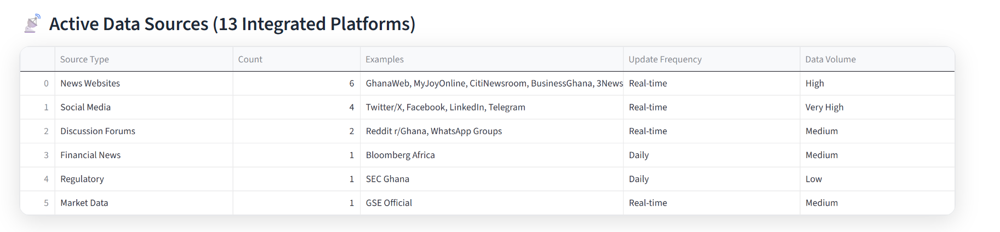 Active Data Sources (13 Integrated Platforms)
Source Type Count Examples Update Frequency Data Volume
0 News Websites 6 GhanaWeb, MyJoyOnline, CitiNewsroom, BusinessGhana, 3News Real-time High
1 Social Media 4 Twitter/X, Facebook, LinkedIn, Telegram Real-time Very High
2 Discussion Forums 2 Reddit r/Ghana, WhatsApp Groups Real-time Medium
3 Financial News 1 Bloomberg Africa Daily Medium
4 Regulatory 1 SEC Ghana Daily Low
5 Market Data 1 GSE Official Real-time Medium